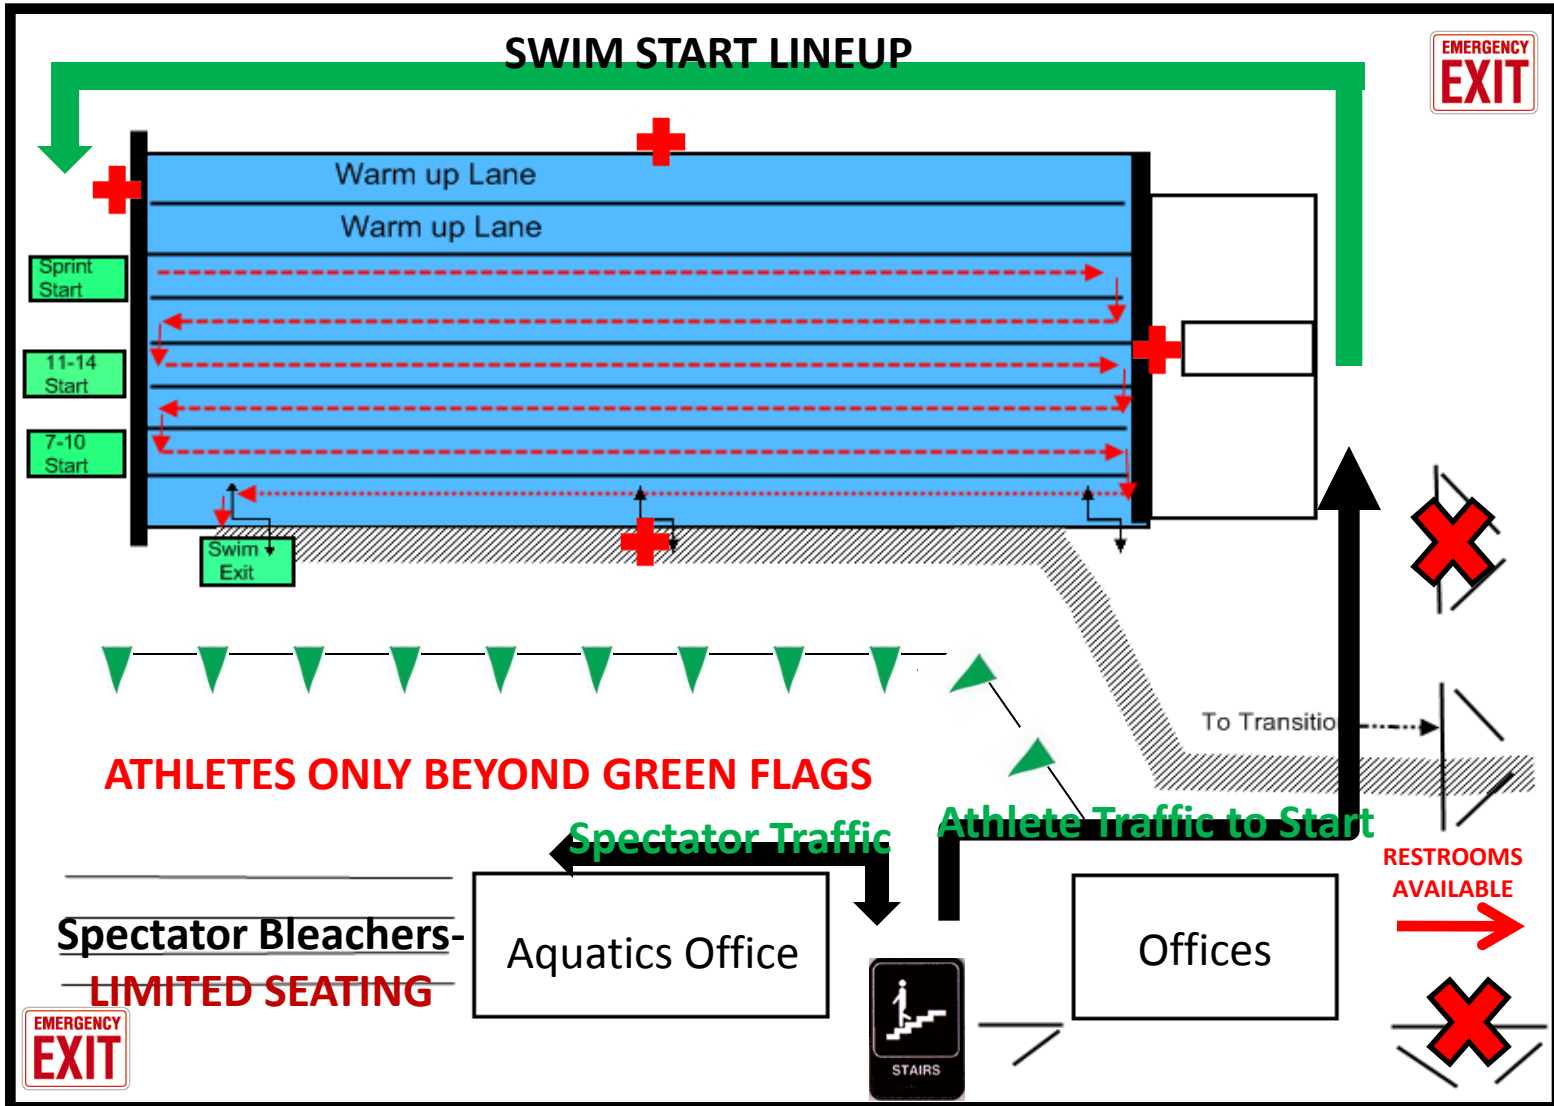 SWIM START LINEUP
EMERGENCY
EXIT
Warm up Lane
Warm up Lane
Sprint
Start
11-14
Start
7-10
Start
Swim
Exit
To Transition
ATHLETES ONLY BEYOND GREEN FLAGS
Spectator Traffic
Athlete Traffic to Start
RESTROOMS
AVAILABLE
Spectator Bleachers-
LIMITED SEATING
Aquatics Office
Offices
EMERGENCY
EXIT
STAIRS